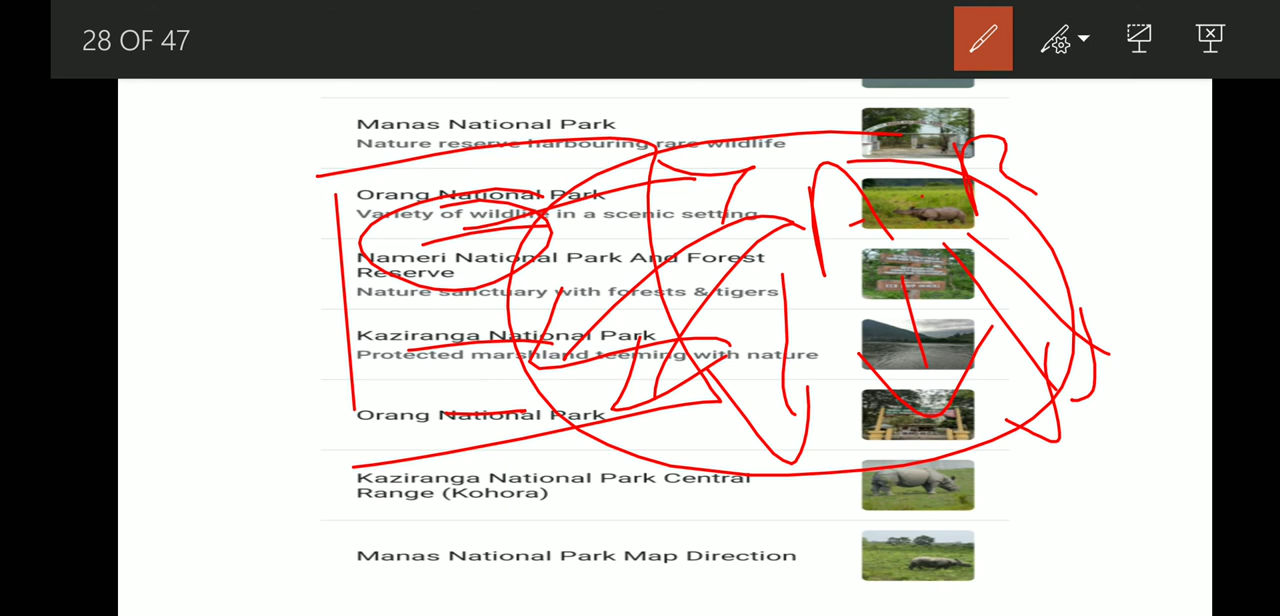 28 OF 47
Manas National Park
Nature reserve harbouring rare wildlife
Orang National Park
Variety of wildlife in a scenic setting
Nameri National Park And Forest
Reserve
Nature sanctuary with forests & tigers
Kaziranga National Park
Protected marshland teeming with nature
Orang National Park
Kaziranga National Park Central
Range (Kohora)
Manas National Park Map Direction